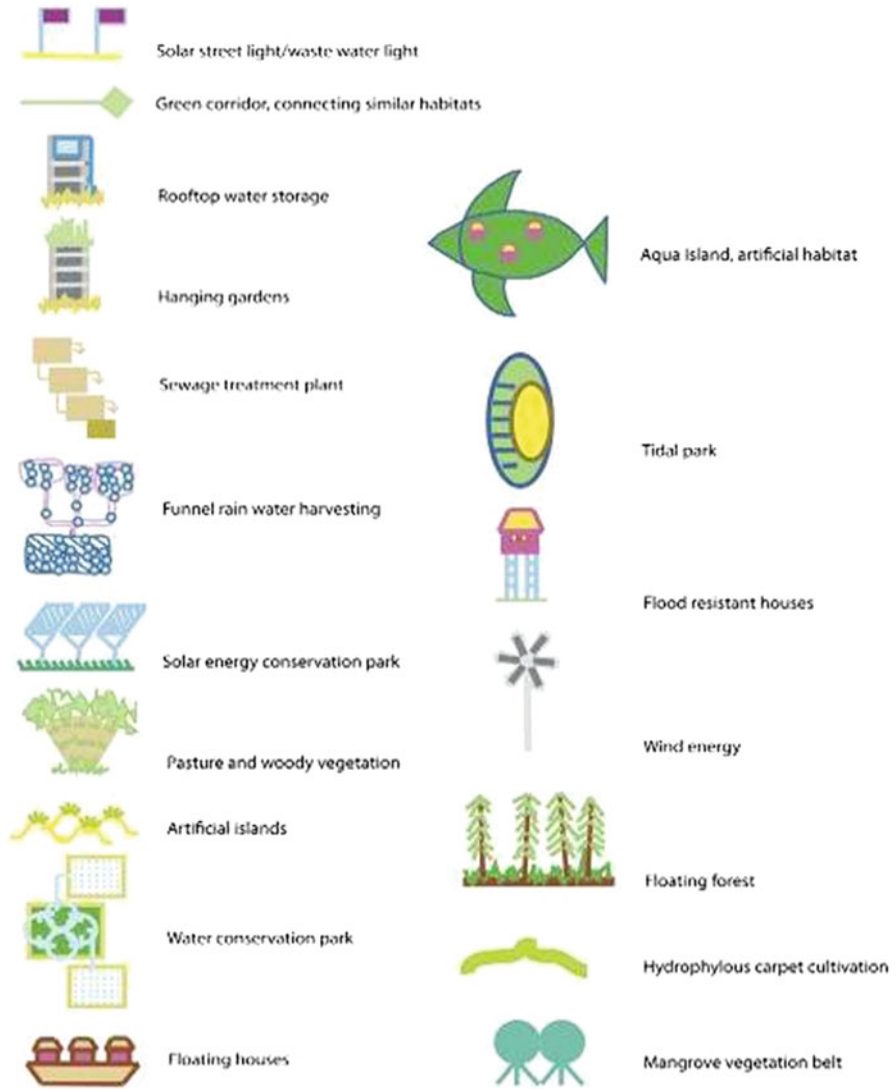 Solar street light/waste water light
Green corridor, connecting similar habitats
Rooftop water storage
Hanging gardens
Sewage treatment plant
Funnel rain water harvesting
Solar energy conservation park
Pasture and woody vegetation
Artificial islands
Water conservation park
Floating houses
Aqua island, artificial habitat
Tidal park
Flood resistant houses
Wind energy
Floating forest
Hydrophylous carpet cultivation
Mangrove vegetation belt